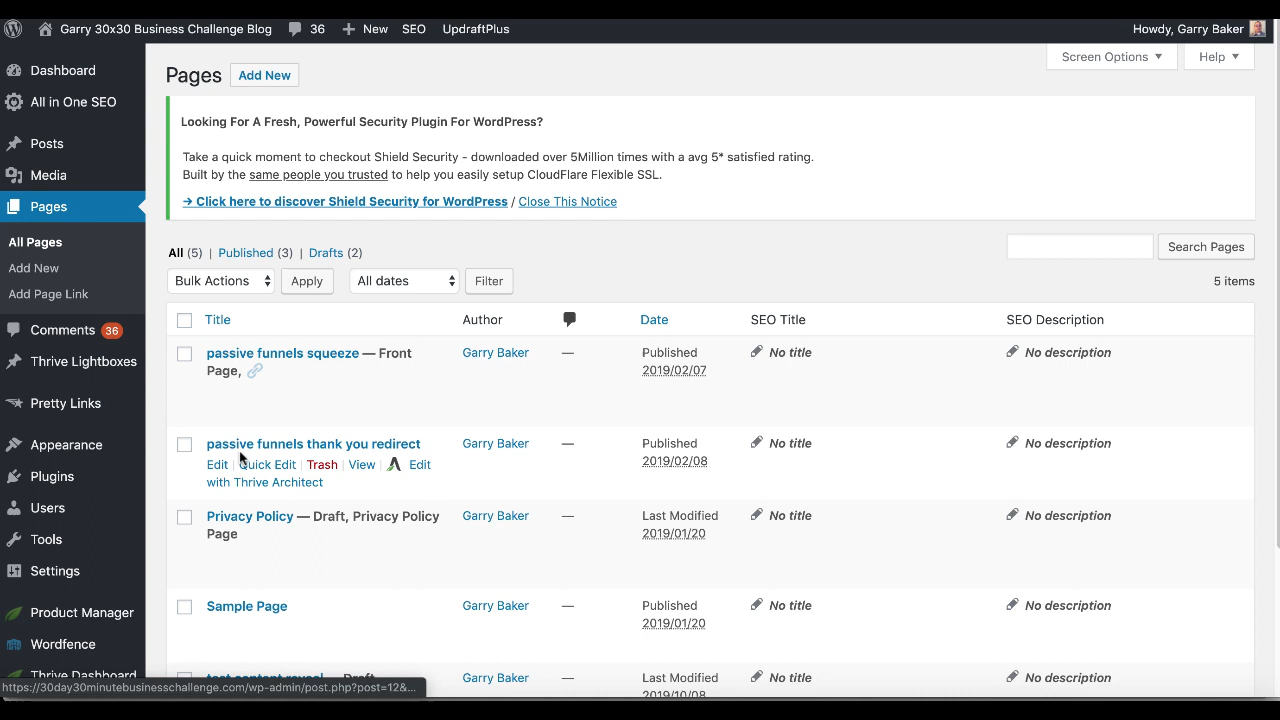 Garry 30x30 Business Challenge Blog 36 New SEO UpdraftPlus Howdy, Garry Baker
Dashboard
All in One SEO
Posts
Media
Pages
All Pages
Add New
Add Page Link
Comments 36
Thrive Lightboxes
Pretty Links
Appearance
Plugins
Users
Tools
Settings
Product Manager
Wordfence
Thrive Dashboard
Screen Options Help
Pages Add New
Looking For A Fresh, Powerful Security Plugin For WordPress?
Take a quick moment to checkout Shield Security - downloaded over 5Million times with a avg 5* satisfied rating.
Built by the same people you trusted to help you easily setup CloudFlare Flexible SSL.
→ Click here to discover Shield Security for WordPress / Close This Notice
All (5) | Published (3) | Drafts (2)
Search Pages
Bulk Actions Apply All dates Filter 5 items
Title Author Date SEO Title SEO Description
passive funnels squeeze — Front Garry Baker — Published No title No description
Page, 2019/02/07
passive funnels thank you redirect Garry Baker — Published No title No description
2019/02/08
Edit | Quick Edit | Trash | View | Edit
with Thrive Architect
Privacy Policy — Draft, Privacy Policy Garry Baker — Last Modified No title No description
Page 2019/01/20
Sample Page Garry Baker — Published No title No description
2019/01/20
test content reveal — Draft Garry Baker — Last Modified No title No description
2019/10/08
https://30day30minutebusinesschallenge.com/wp-admin/post.php?post=12&...